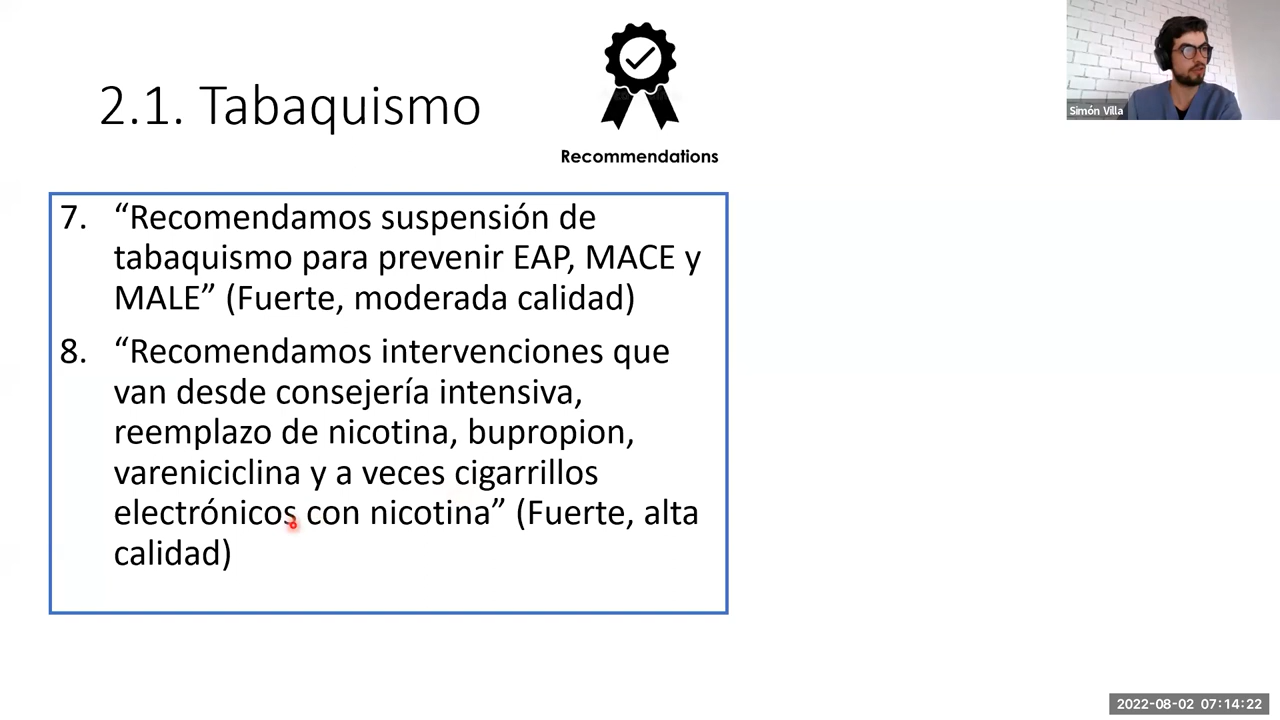 2.1. Tabaquismo
Recommendations
Simón Villa
7. “Recomendamos suspensión de
tabaquismo para prevenir EAP, MACE y
MALE” (Fuerte, moderada calidad)
8. “Recomendamos intervenciones que
van desde consejería intensiva,
reemplazo de nicotina, bupropion,
vareniciclina y a veces cigarrillos
electrónicos con nicotina” (Fuerte, alta
calidad)
2022-08-02 07:14:22